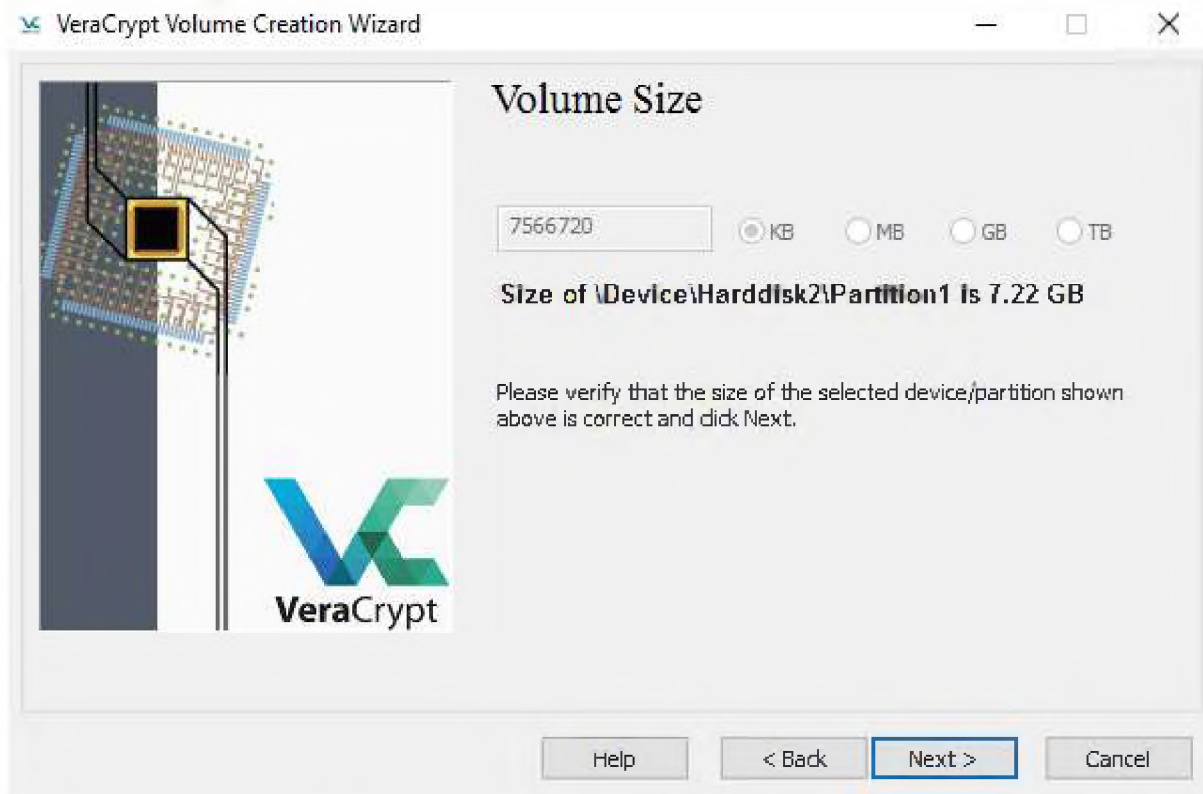 VeraCrypt Volume Creation Wizard
Volume Size
7566720 KB MB GB TB
Size of \Device\Harddisk2\Partition1 is 7.22 GB
Please verify that the size of the selected device/partition shown
above is correct and click Next.
VeraCrypt
Help < Back Next > Cancel